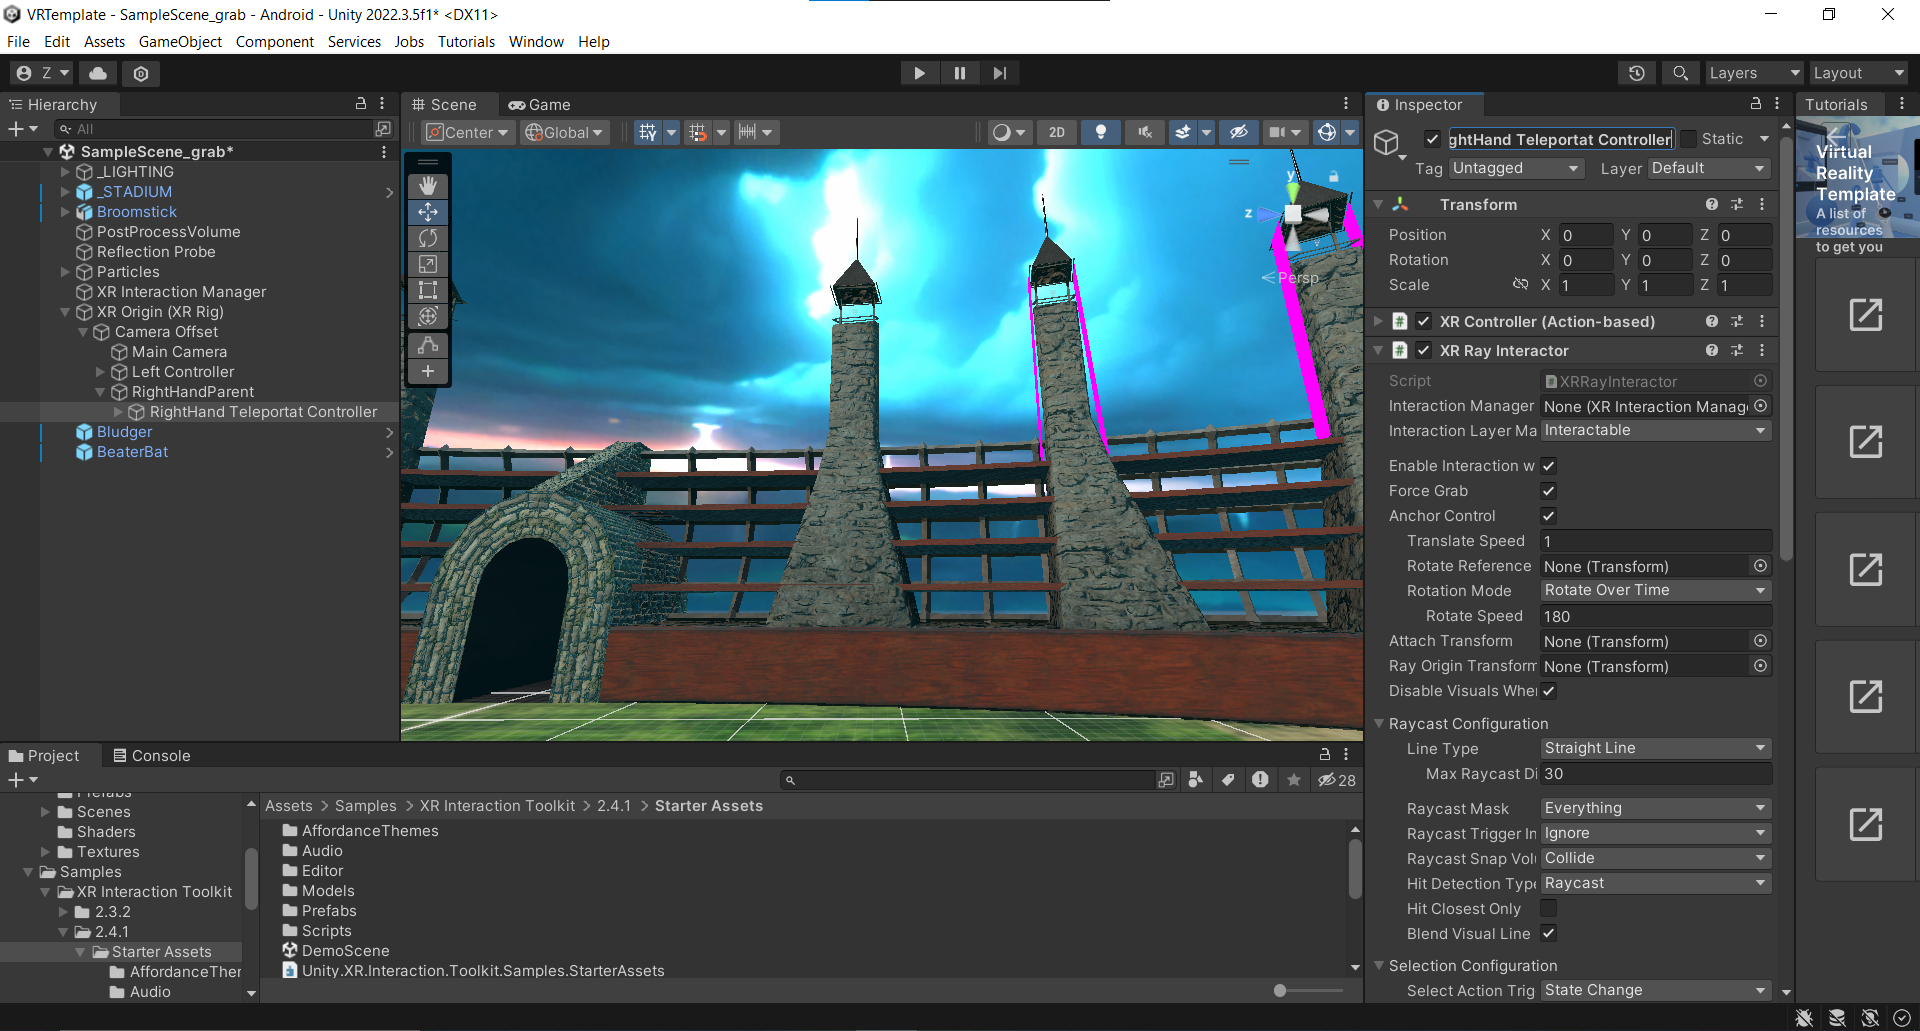 VRTemplate - SampleScene_grab - Android - Unity 2022.3.5f1* <DX11>
File Edit Assets GameObject Component Services Jobs Tutorials Window Help
Z
Layers
Layout
Hierarchy
All
SampleScene_grab*
_LIGHTING
_STADIUM
Broomstick
PostProcessVolume
Reflection Probe
Particles
XR Interaction Manager
XR Origin (XR Rig)
Camera Offset
Main Camera
Left Controller
RightHandParent
RightHand Teleportat Controller
Bludger
BeaterBat
Scene Game
Center Global 2D
y
z
Persp
Inspector
ghtHand Teleportat Controller Static
Tag Untagged Layer Default
Transform
Position X 0 Y 0 Z 0
Rotation X 0 Y 0 Z 0
Scale X 1 Y 1 Z 1
XR Controller (Action-based)
XR Ray Interactor
Script XRRayInteractor
Interaction Manager None (XR Interaction Manag
Interaction Layer Ma Interactable
Enable Interaction w
Force Grab
Anchor Control
Translate Speed 1
Rotate Reference None (Transform)
Rotation Mode Rotate Over Time
Rotate Speed 180
Attach Transform None (Transform)
Ray Origin Transform None (Transform)
Disable Visuals Whe
Raycast Configuration
Line Type Straight Line
Max Raycast Di 30
Raycast Mask Everything
Raycast Trigger In Ignore
Raycast Snap Vol Collide
Hit Detection Type Raycast
Hit Closest Only
Blend Visual Line
Selection Configuration
Select Action Trig State Change
Tutorials
Virtual
Reality
Template
A list of
resources
to get you
Project Console
28
Prefabs
Scenes
Shaders
Textures
Samples
XR Interaction Toolkit
2.3.2
2.4.1
Starter Assets
AffordanceTher
Audio
Assets > Samples > XR Interaction Toolkit > 2.4.1 > Starter Assets
AffordanceThemes
Audio
Editor
Models
Prefabs
Scripts
DemoScene
Unity.XR.Interaction.Toolkit.Samples.StarterAssets